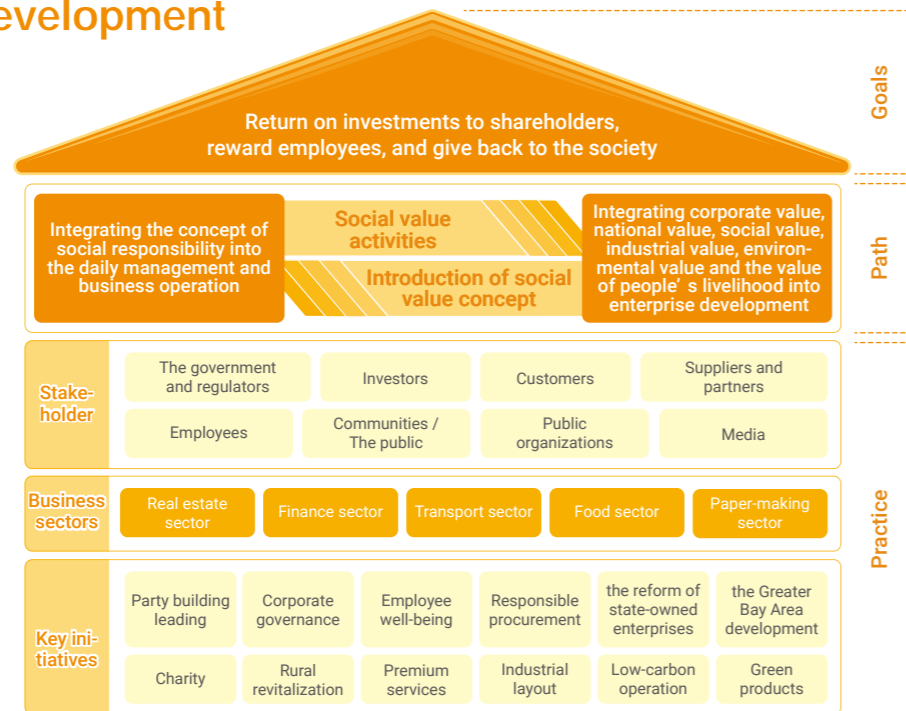 evelopment
Goals
Return on investments to shareholders,
reward employees, and give back to the society
Path
Integrating the concept of
social responsibility into
the daily management and
business operation
Social value
activities
Introduction of social
value concept
Integrating corporate value,
national value, social value,
industrial value, environ-
mental value and the value
of people' s livelihood into
enterprise development
Practice
Stake-
holder
The government
and regulators
Investors
Customers
Suppliers and
partners
Employees
Communities /
The public
Public
organizations
Media
Business
sectors
Real estate
sector
Finance sector
Transport sector
Food sector
Paper-making
sector
Key ini-
tiatives
Party building
leading
Corporate
governance
Employee
well-being
Responsible
procurement
the reform of
state-owned
enterprises
the Greater
Bay Area
development
Charity
Rural
revitalization
Premium
services
Industrial
layout
Low-carbon
operation
Green
products